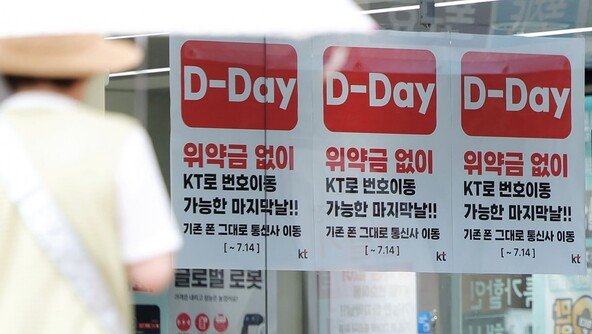 D-Day
위약금 없이
KT로 번호이동
가능한 마지막날!!
기존 폰 그대로 통신사 이동
[ ~ 7.14 ]
kt
D-Day
위약금 없이
KT로 번호이동
가능한 마지막날!!
기존 폰 그대로 통신사 이동
[ ~ 7.14 ]
kt
D-Day
위약금 없이
KT로 번호이동
가능한 마지막날!!
기존 폰 그대로 통신사 이동
[ ~ 7.14 ]
kt
글로벌 로봇
특가할인